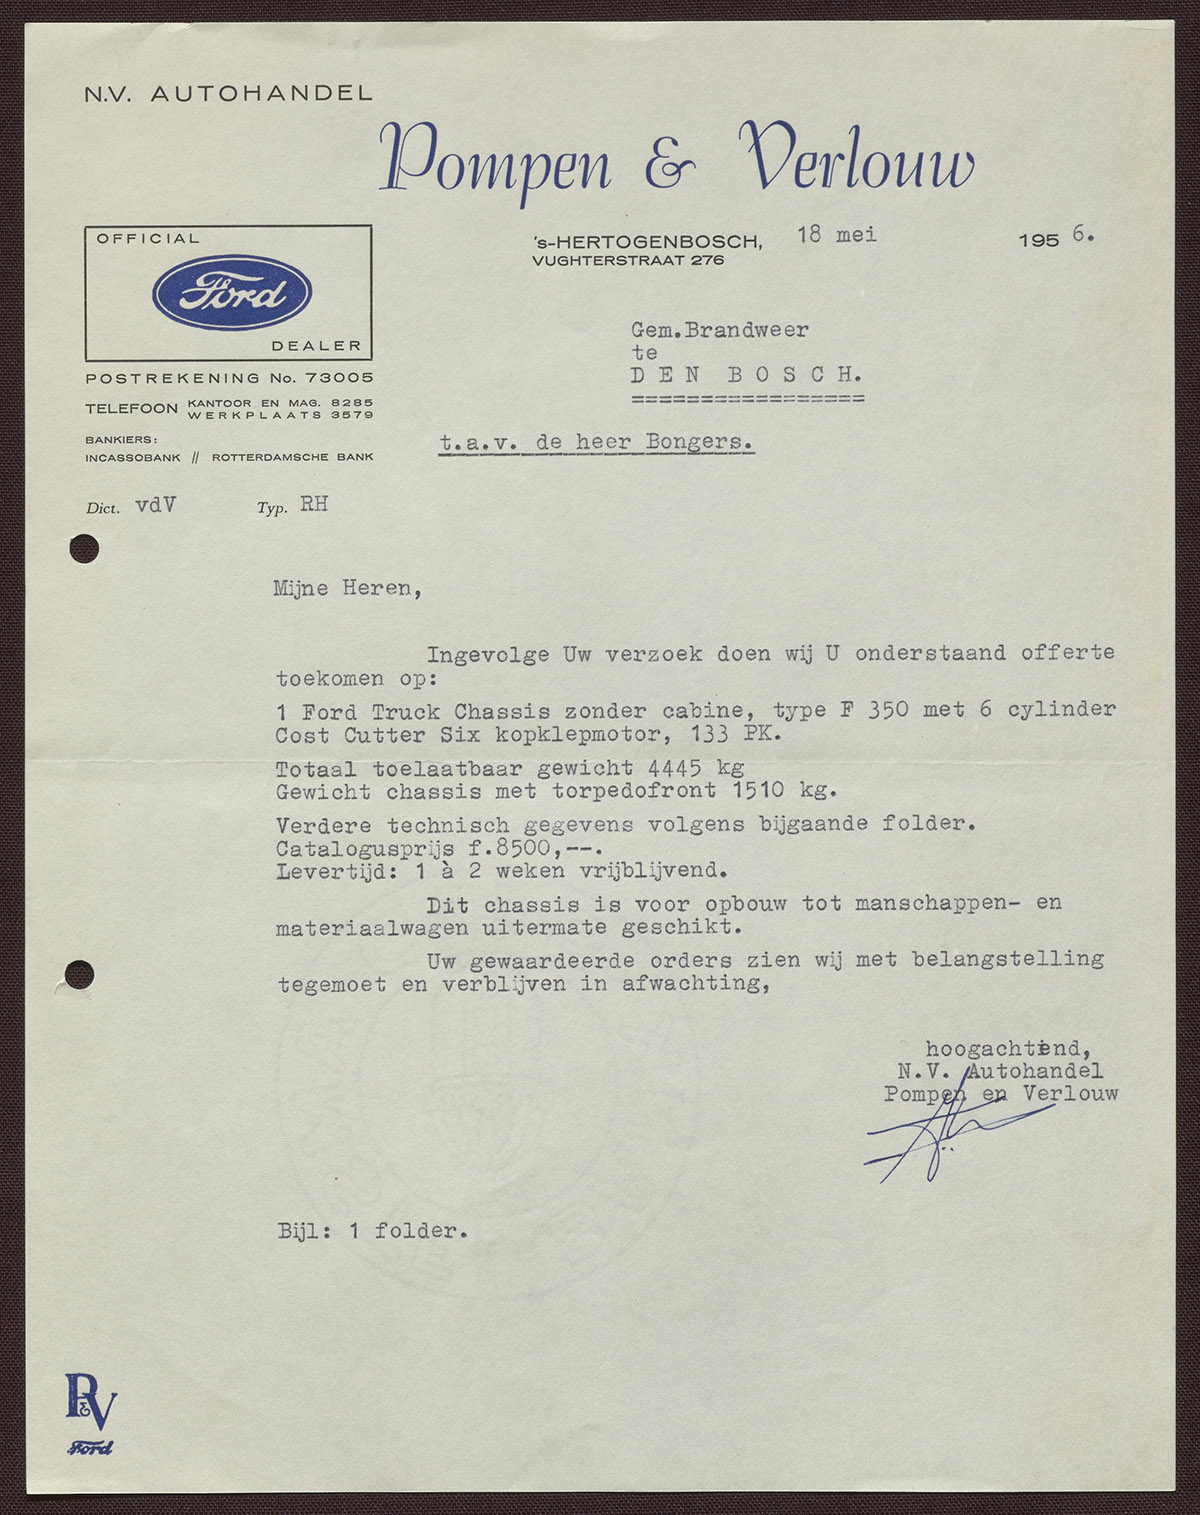 N.V. AUTOHANDEL
Pompen & Verlouw
OFFICIAL
Ford
DEALER
's-HERTOGENBOSCH, 18 mei 1956.
VUGHTERSTRAAT 276
POSTREKENING No. 73005
TELEFOON KANTOOR EN MAG. 8285
WERKPLAATS 3579
BANKIERS:
INCASSOBANK // ROTTERDAMSCHE BANK
Gem.Brandweer
te
DEN BOSCH.
=================
t.a.v. de heer Bongers.
Dict. vdV Typ. RH
Mijne Heren,
Ingevolge Uw verzoek doen wij U onderstaand offerte
toekomen op:
1 Ford Truck Chassis zonder cabine, type F 350 met 6 cylinder
Cost Cutter Six kopklepmotor, 133 PK.
Totaal toelaatbaar gewicht 4445 kg
Gewicht chassis met torpedofront 1510 kg.
Verdere technisch gegevens volgens bijgaande folder.
Catalogusprijs f.8500,--.
Levertijd: 1 à 2 weken vrijblijvend.
Dit chassis is voor opbouw tot manschappen- en
materiaalwagen uitermate geschikt.
Uw gewaardeerde orders zien wij met belangstelling
tegemoet en verblijven in afwachting,
hoogachtend,
N.V. Autohandel
Pompen en Verlouw
Bijl: 1 folder.
P&V
Ford